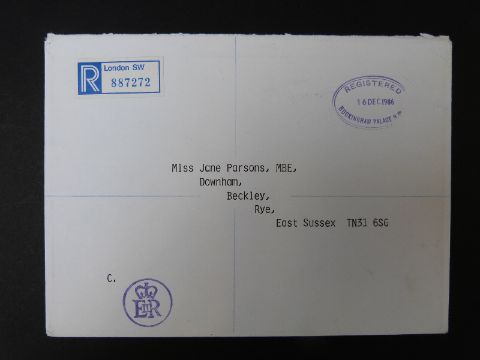 R London SW
887272
REGISTERED
16 DEC 1986
BUCKINGHAM PALACE
Miss Jane Parsons, MBE,
Downham,
Beckley,
Rye,
East Sussex TN31 6SG
C.
EIIR